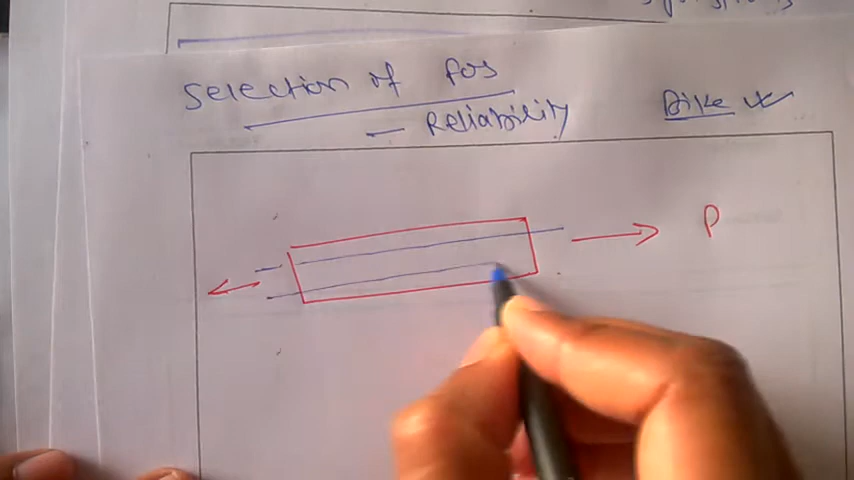 Selection of fos
— Reliability
Bike
P